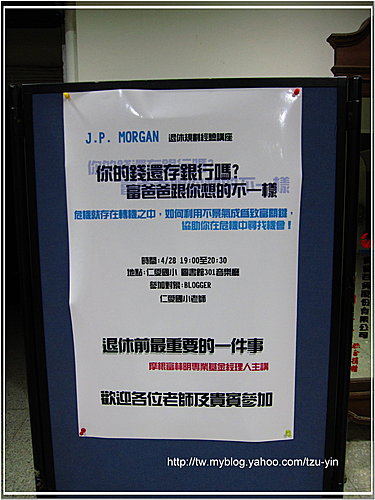 J.P. MORGAN 退休規劃經驗講座
你的錢還存銀行嗎?
富爸爸跟你想的不一樣
危機就存在轉機之中，如何利用不景氣成為致富關鍵，
協助你在危機中尋找機會！
時間:4/28 19:00至20:30
地點:仁愛國小 圖書館301音樂廳
參加對象:BLOGGER
仁愛國小老師
退休前最重要的一件事
摩根富林明專業基金經理人主講
歡迎各位老師及貴賓參加
http://tw.myblog.yahoo.com/tzu-yin